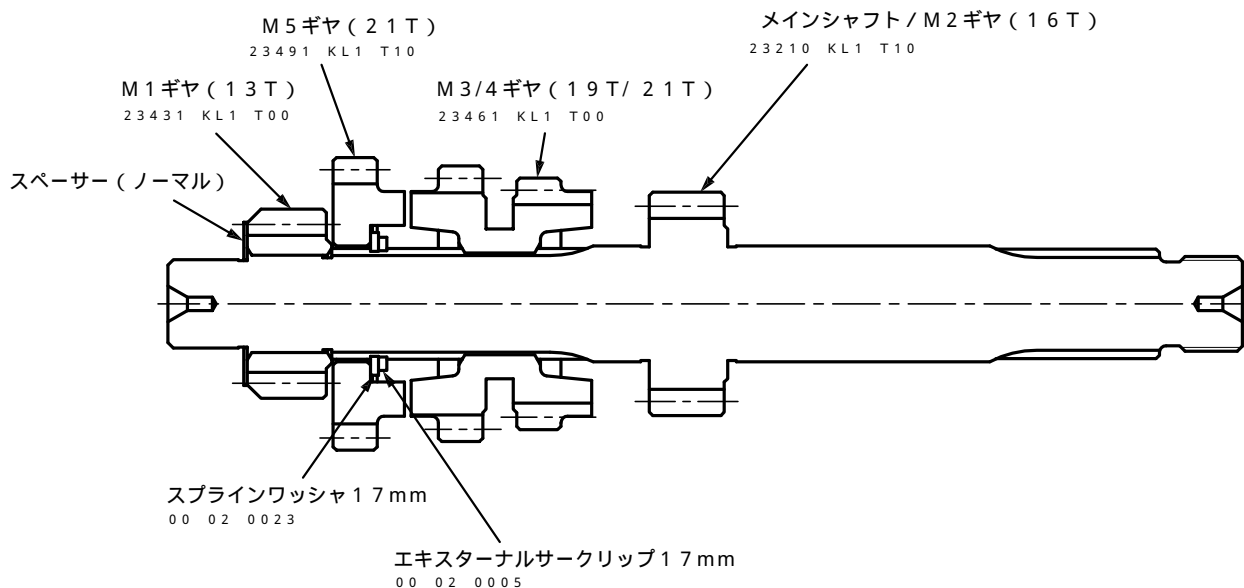 M５ギヤ（２１Ｔ）
23491 KL1 T10
メインシャフト / M２ギヤ（１６Ｔ）
23210 KL1 T10
M１ギヤ（１３Ｔ）
23431 KL1 T00
M３/４ギヤ（１９Ｔ/ ２１Ｔ）
23461 KL1 T00
スペーサー（ノーマル）
スプラインワッシャ１７mm
00 02 0023
エキスターナルサークリップ１７mm
00 02 0005